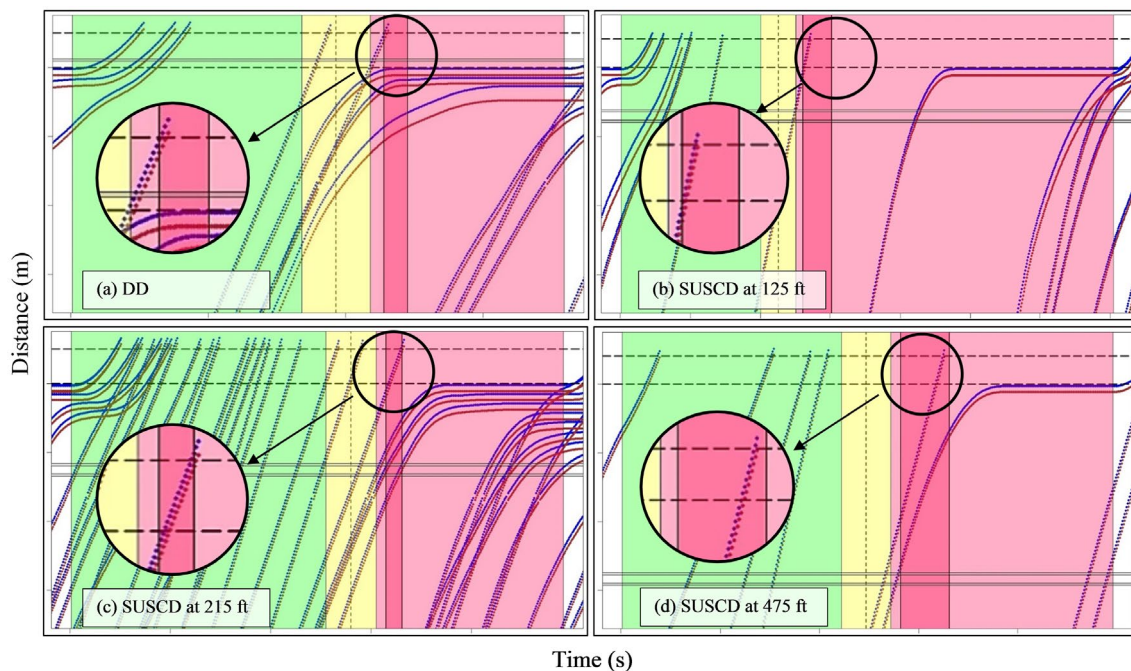 Distance (m)
(a) DD
(b) SUSCD at 125 ft
(c) SUSCD at 215 ft
(d) SUSCD at 475 ft
Time (s)